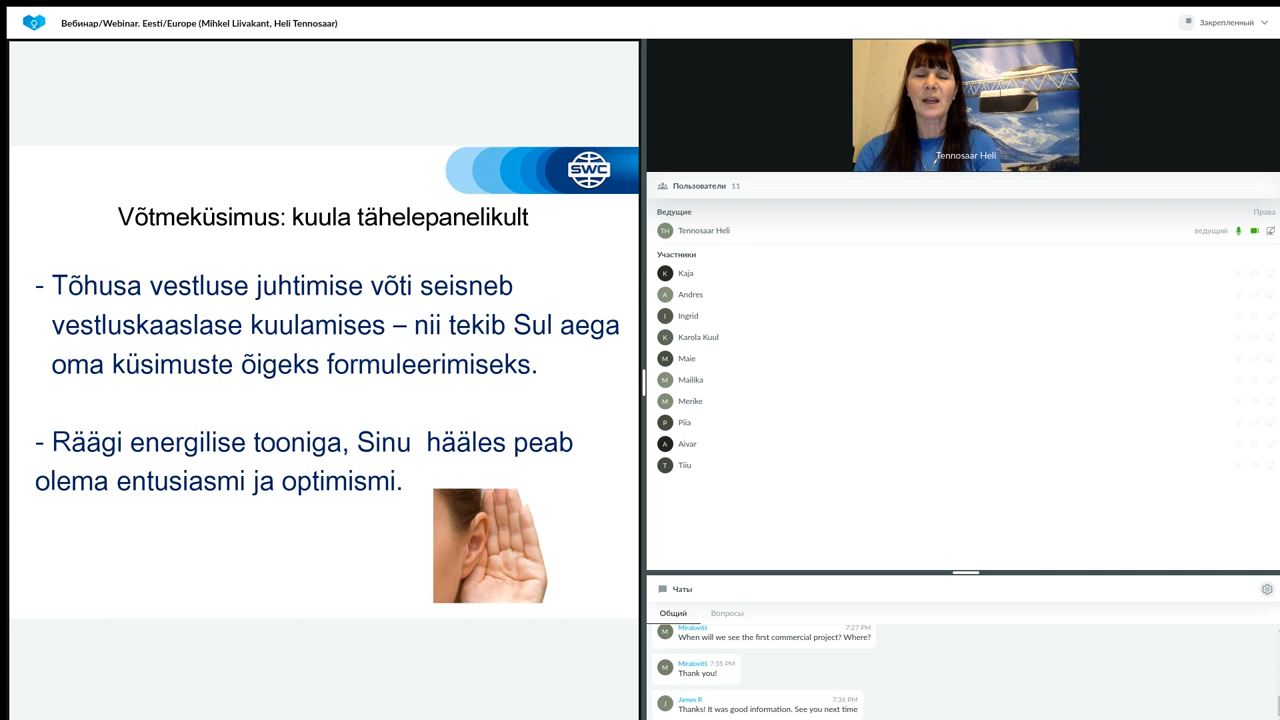 Вебинар/Webinar. Eesti/Europe (Mihkel Liivakant, Heli Tennosaar)
Закрепленный
SWC
Võtmeküsimus: kuula tähelepanelikult
- Tõhusa vestluse juhtimise võti seisneb
vestluskaaslase kuulamises – nii tekib Sul aega
oma küsimuste õigeks formuleerimiseks.
- Räägi energilise tooniga, Sinu hääles peab
olema entusiasmi ja optimismi.
Tennosaar Heli
Пользователи 11
Ведущие Права
TH Tennosaar Heli ведущий
Участники
K Kaja
A Andres
I Ingrid
K Karola Kuul
M Maie
M Mailika
M Merike
P Piia
A Aivar
T Tiiu
Чаты
Общий Вопросы
M Miralovitš 7:27 PM
When will we see the first commercial project? Where?
M Miralovitš 7:35 PM
Thank you!
J James P. 7:36 PM
Thanks! It was good information. See you next time